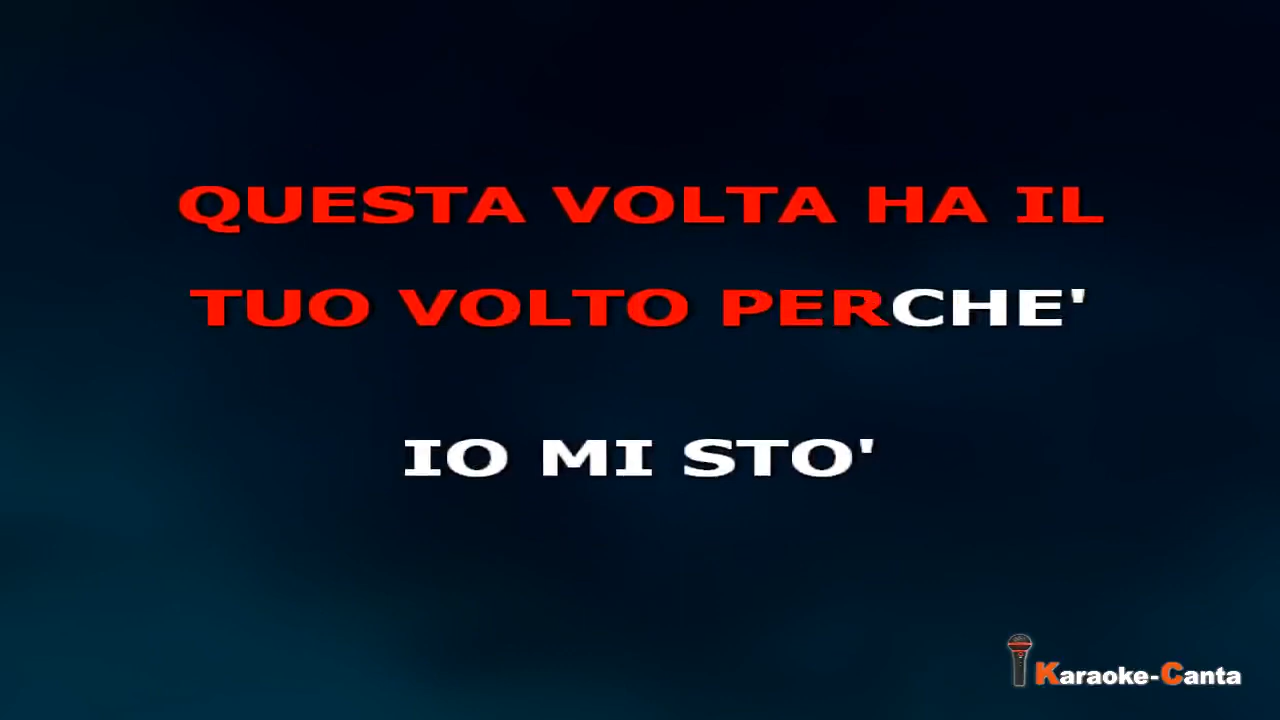 QUESTA VOLTA HA IL
TUO VOLTO PERCHE'
IO MI STO'
Karaoke-Canta